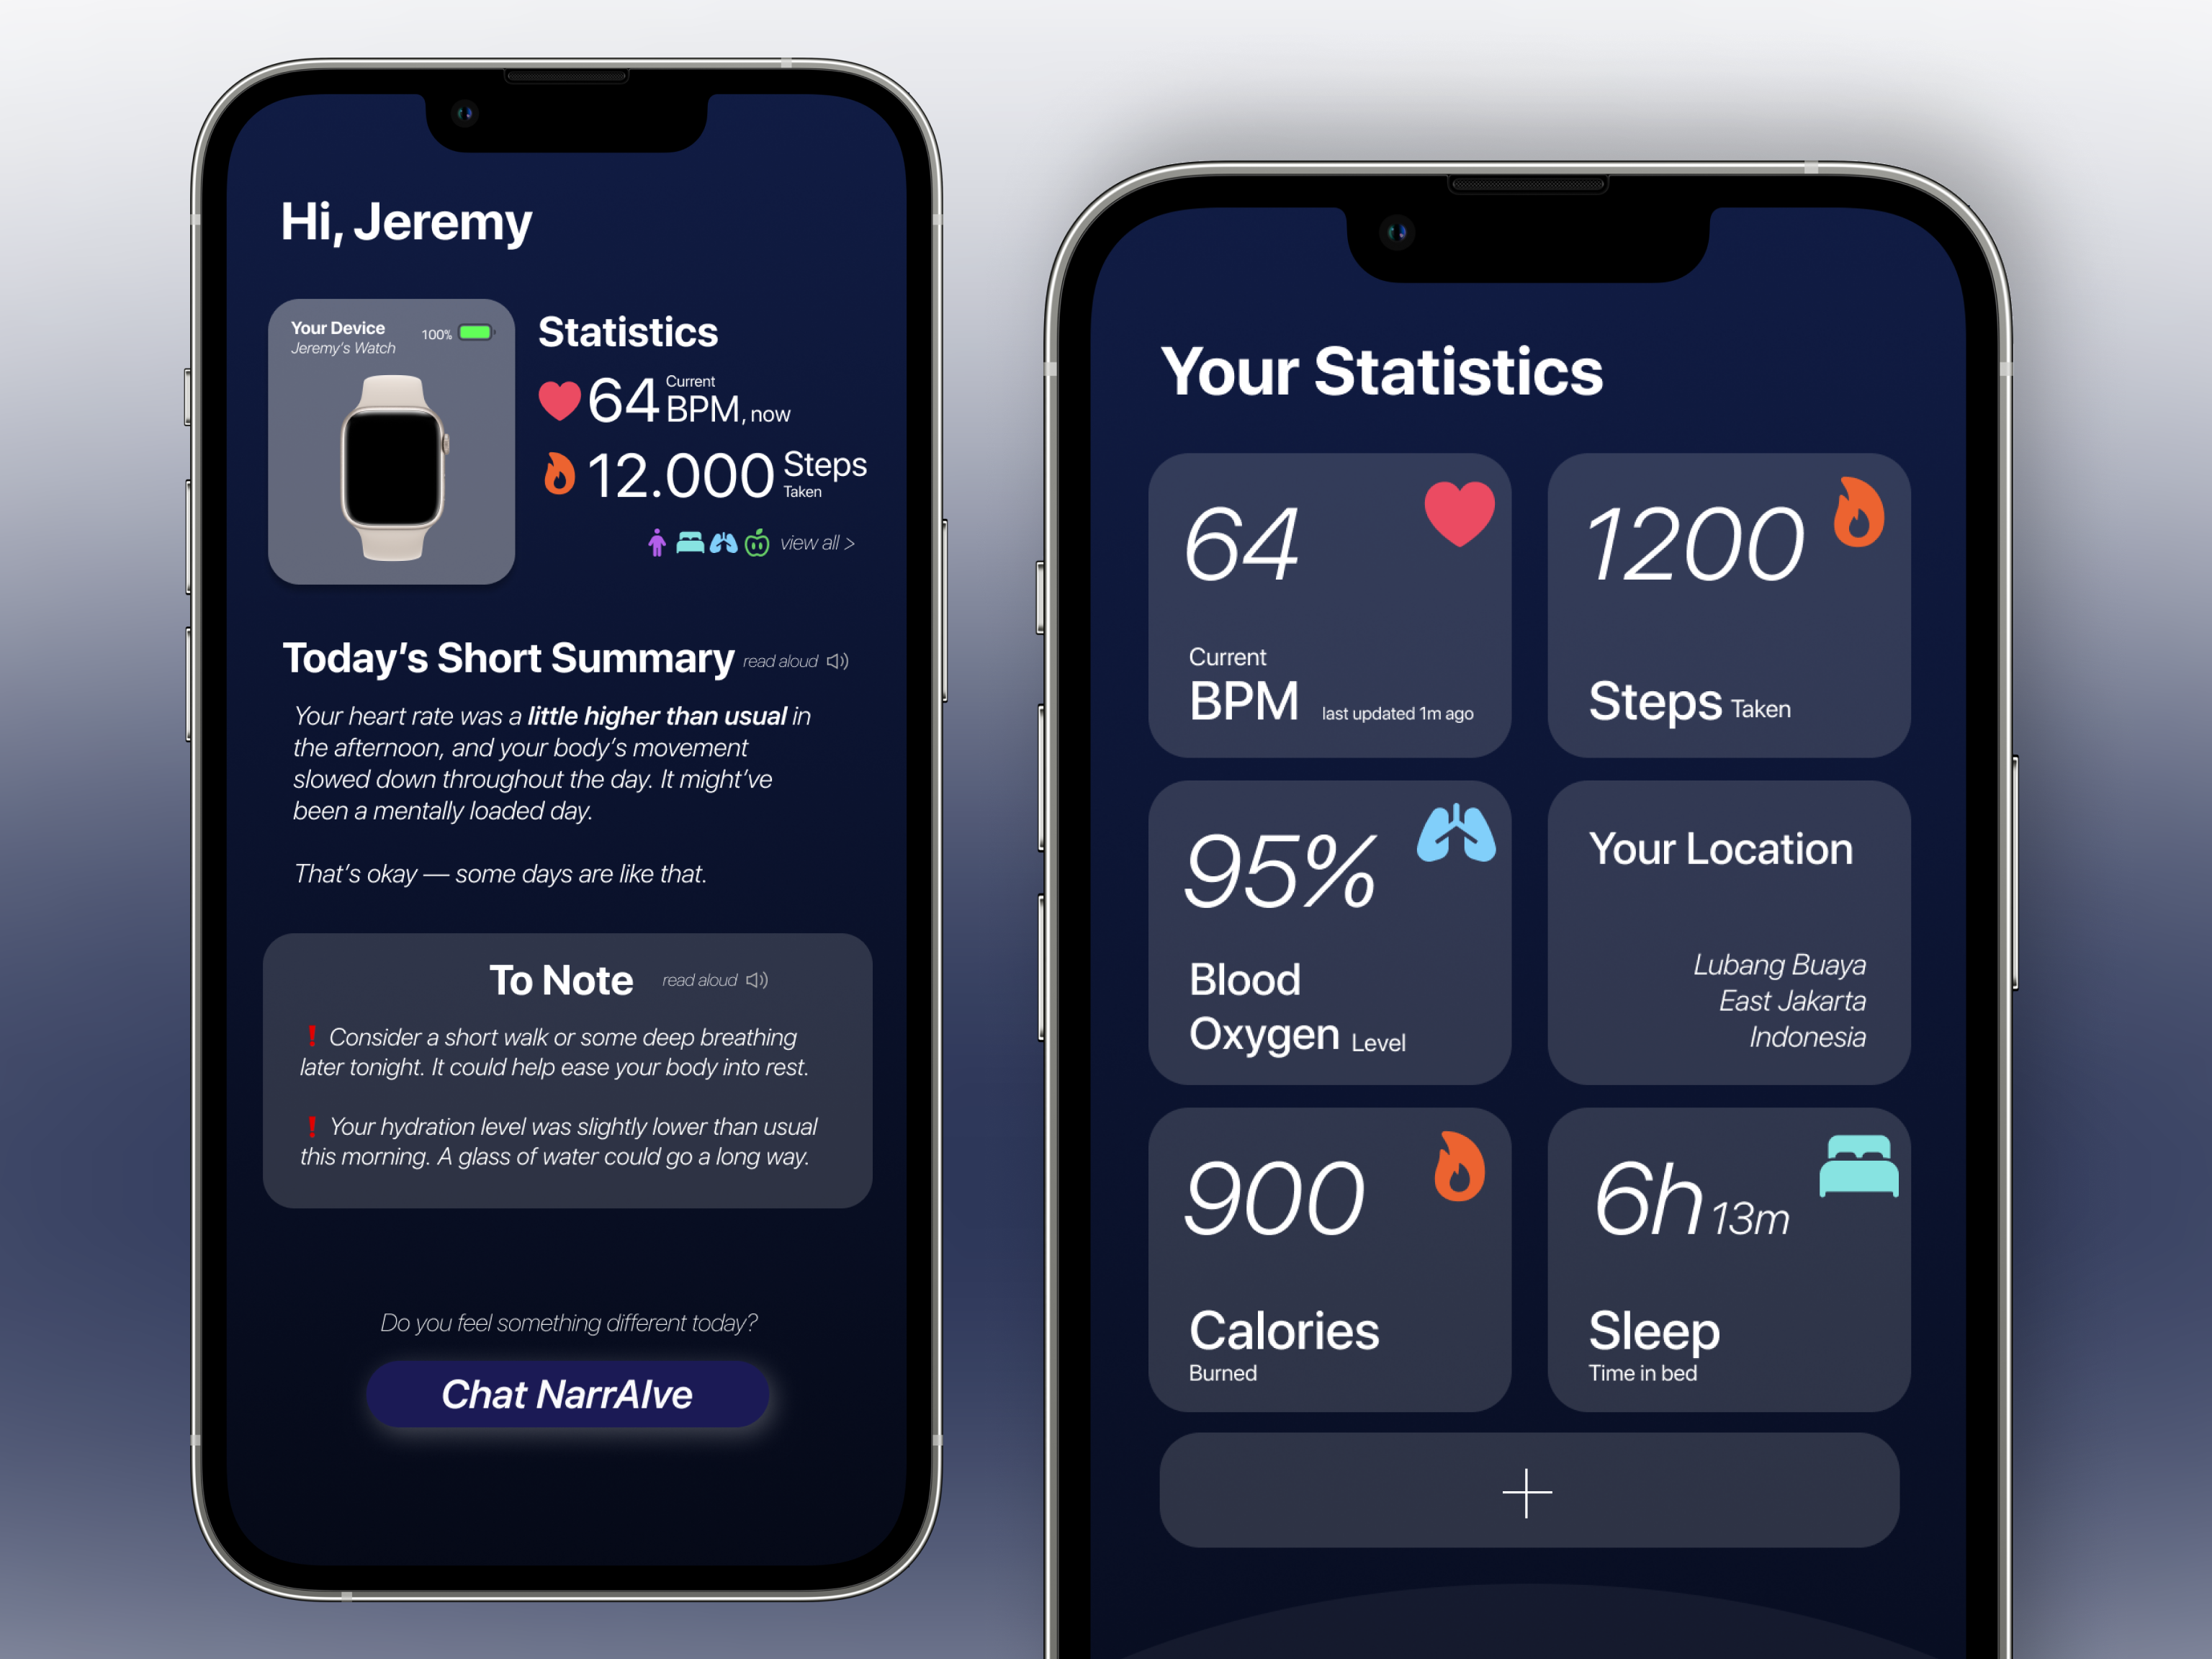 Hi, Jeremy
Your Device
Jeremy's Watch
100%
Statistics
64 Current BPM, now
12.000 Steps Taken
view all >
Today's Short Summary read aloud
Your heart rate was a little higher than usual in
the afternoon, and your body's movement
slowed down throughout the day. It might've
been a mentally loaded day.
That's okay — some days are like that.
To Note read aloud
! Consider a short walk or some deep breathing
later tonight. It could help ease your body into rest.
! Your hydration level was slightly lower than usual
this morning. A glass of water could go a long way.
Do you feel something different today?
Chat NarrAIve
Your Statistics
64
Current
BPM last updated 1m ago
1200
Steps Taken
95%
Blood
Oxygen Level
Your Location
Lubang Buaya
East Jakarta
Indonesia
900
Calories
Burned
6h 13m
Sleep
Time in bed